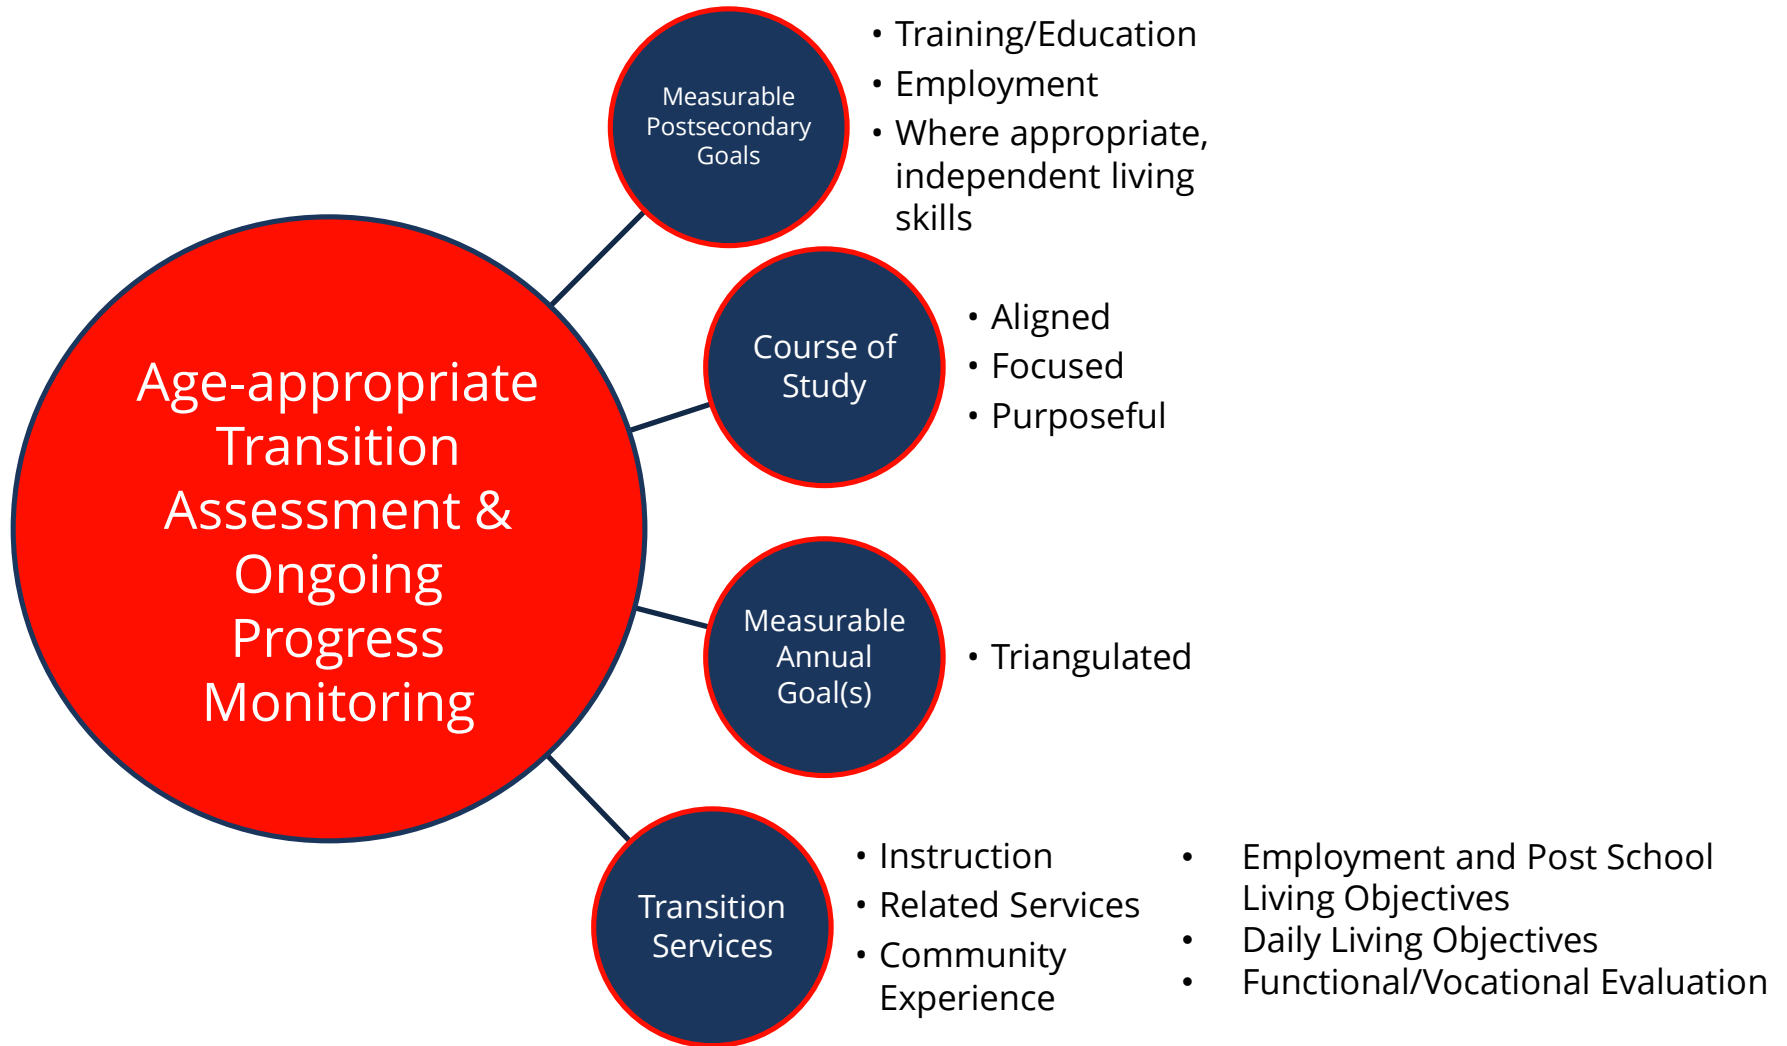 Age-appropriate
Transition
Assessment &
Ongoing
Progress
Monitoring
Measurable
Postsecondary
Goals
• Training/Education
• Employment
• Where appropriate,
independent living
skills
Course of
Study
• Aligned
• Focused
• Purposeful
Measurable
Annual
Goal(s)
• Triangulated
Transition
Services
• Instruction
• Related Services
• Community
Experience
• Employment and Post School
Living Objectives
• Daily Living Objectives
• Functional/Vocational Evaluation